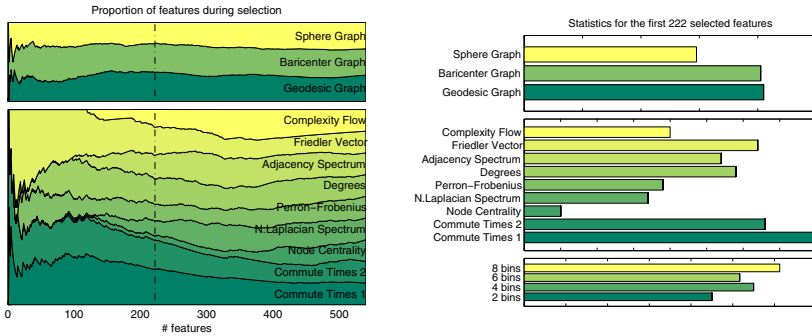 Proportion of features during selection
Sphere Graph
Baricenter Graph
Geodesic Graph
Complexity Flow
Friedler Vector
Adjacency Spectrum
Degrees
Perron-Frobenius
N.Laplacian Spectrum
Node Centrality
Commute Times 2
Commute Times 1
0 100 200 300 400 500
# features
Statistics for the first 222 selected features
Sphere Graph
Baricenter Graph
Geodesic Graph
Complexity Flow
Friedler Vector
Adjacency Spectrum
Degrees
Perron-Frobenius
N.Laplacian Spectrum
Node Centrality
Commute Times 2
Commute Times 1
8 bins
6 bins
4 bins
2 bins